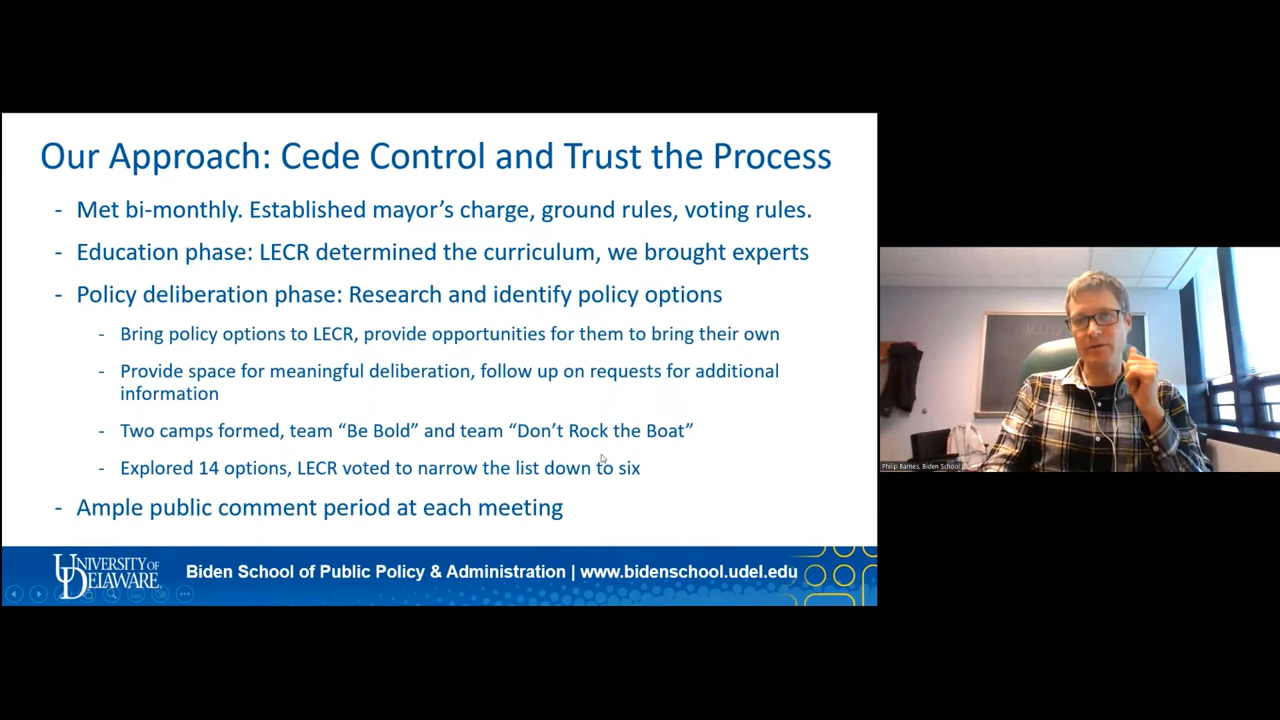 Our Approach: Cede Control and Trust the Process
- Met bi-monthly. Established mayor's charge, ground rules, voting rules.
- Education phase: LECR determined the curriculum, we brought experts
- Policy deliberation phase: Research and identify policy options
- Bring policy options to LECR, provide opportunities for them to bring their own
- Provide space for meaningful deliberation, follow up on requests for additional
information
- Two camps formed, team “Be Bold” and team “Don't Rock the Boat”
- Explored 14 options, LECR voted to narrow the list down to six
- Ample public comment period at each meeting
UNIVERSITY OF
DELAWARE
Biden School of Public Policy & Administration | www.bidenschool.udel.edu
Philip Barnes, Biden School